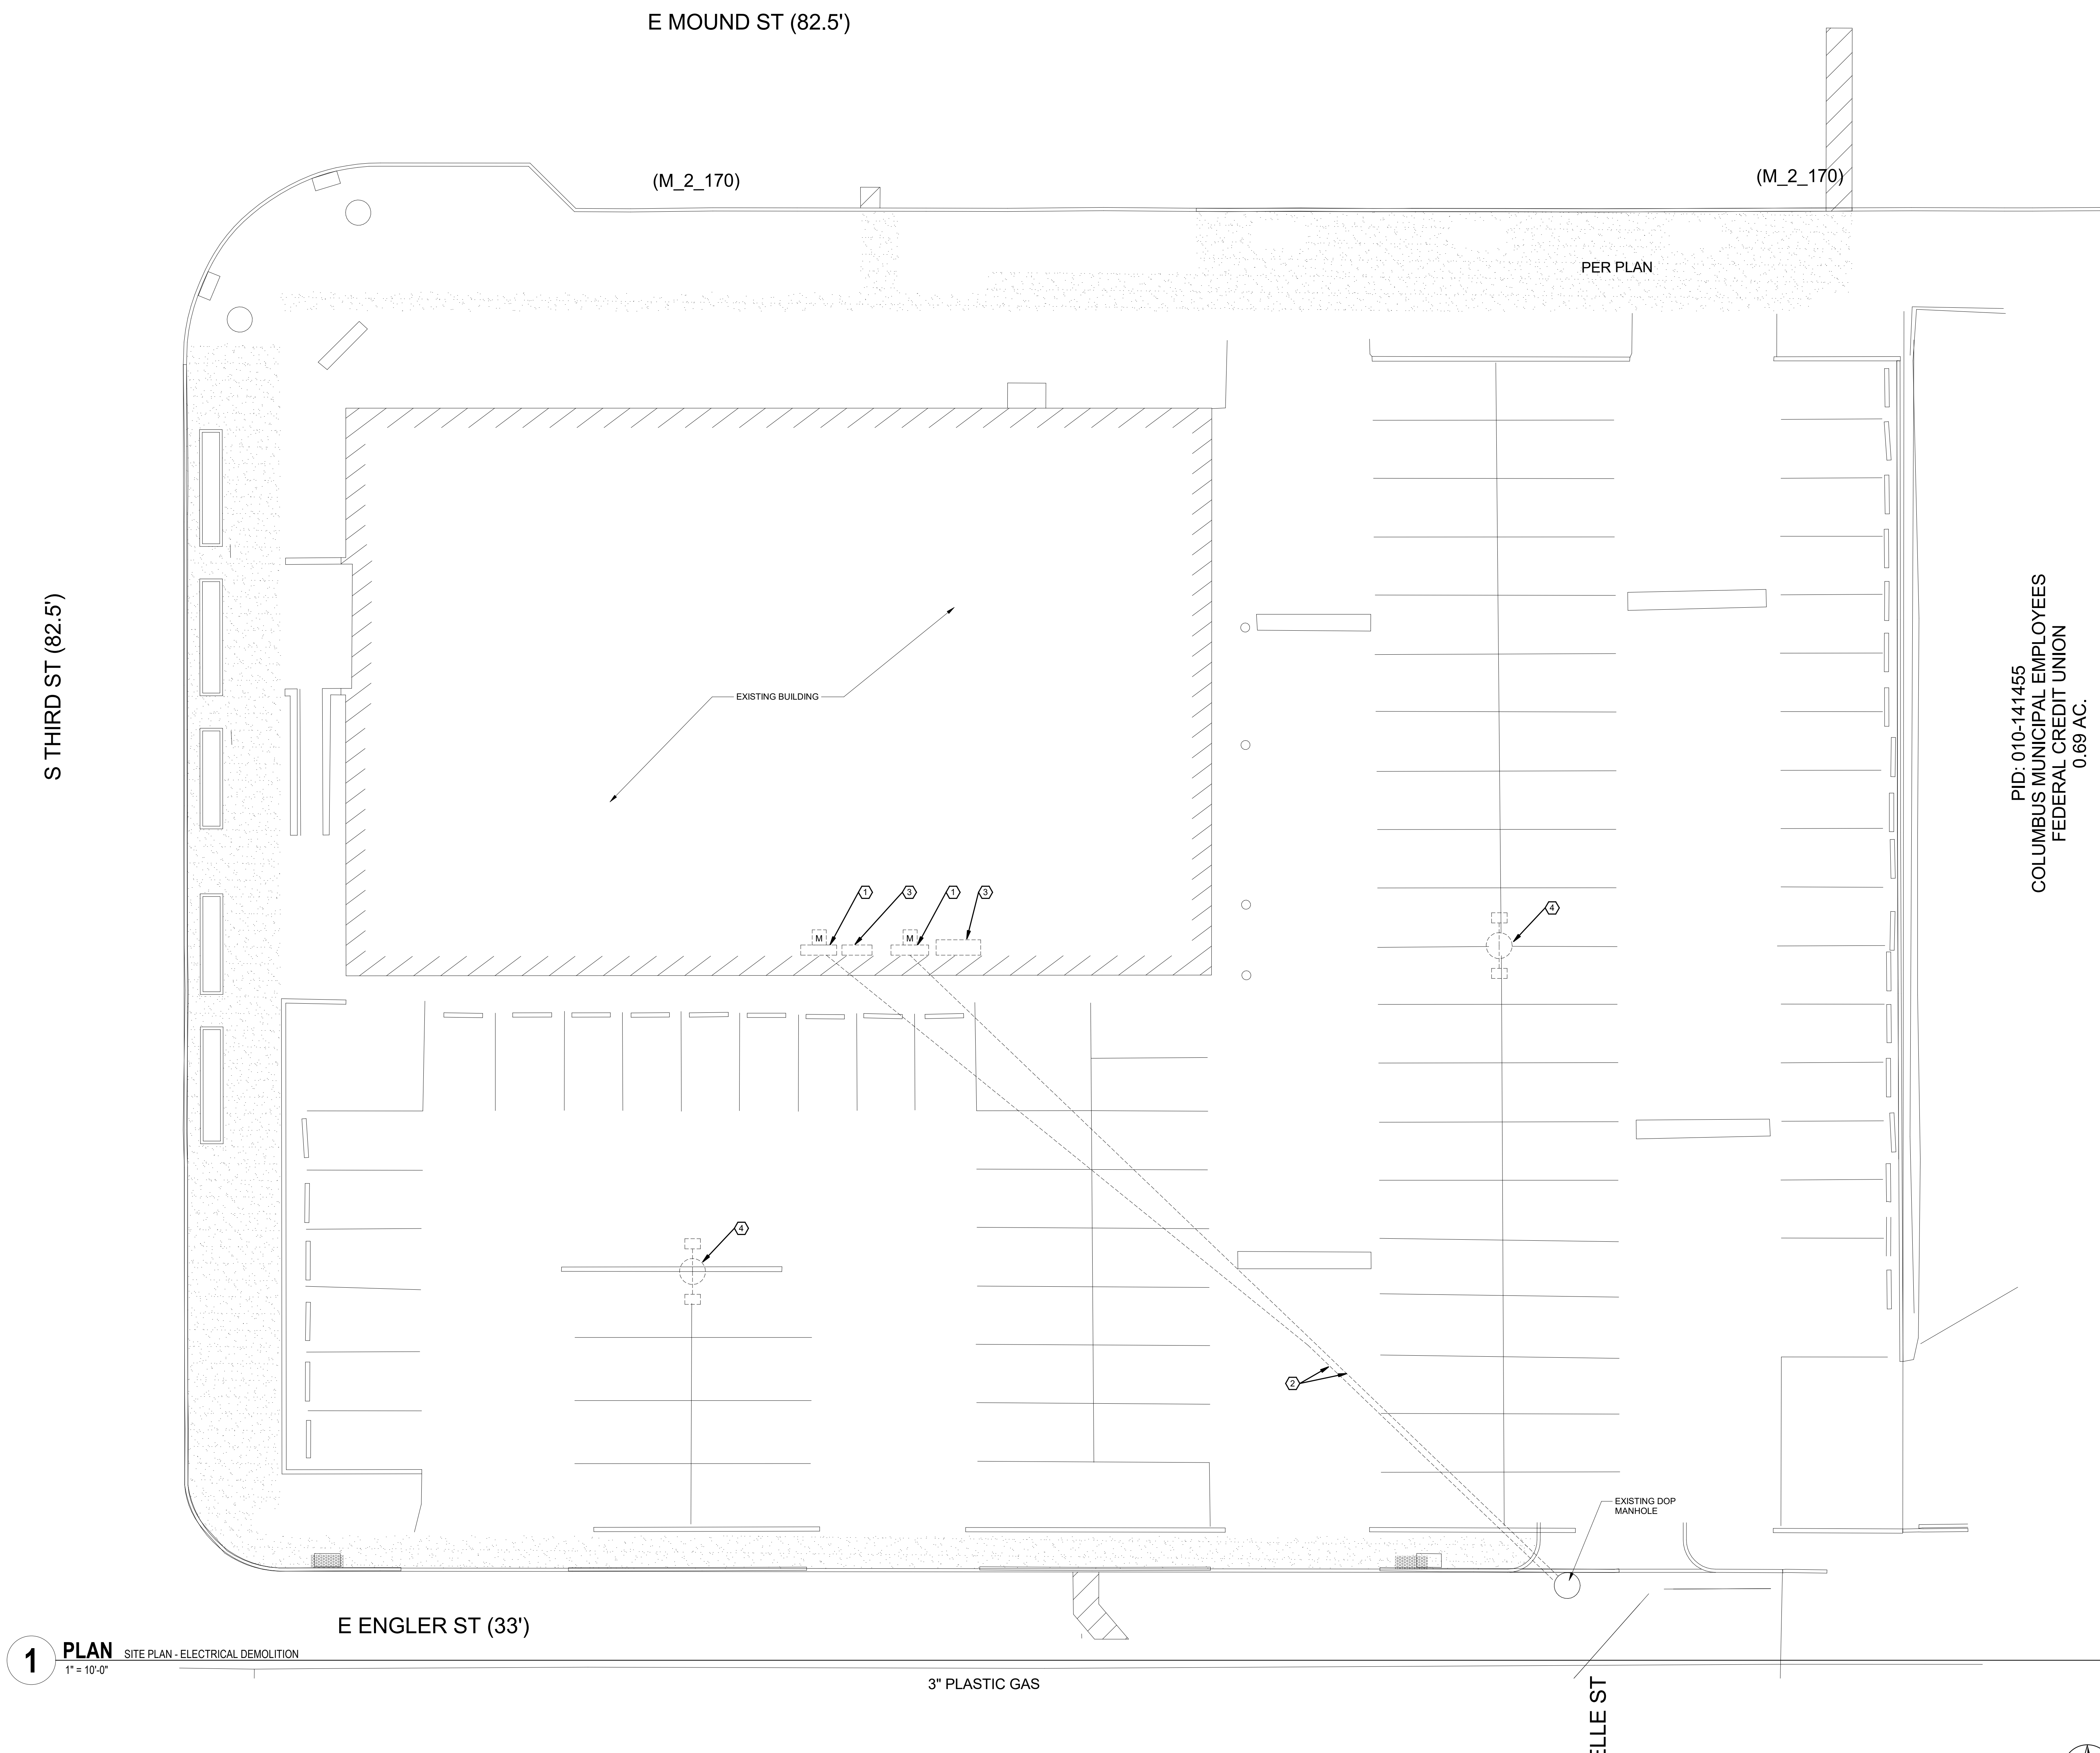 E MOUND ST (82.5')
(M_2_170)
(M_2_170)
PER PLAN
S THIRD ST (82.5')
EXISTING BUILDING
PID: 010-141455
COLUMBUS MUNICIPAL EMPLOYEES
FEDERAL CREDIT UNION
0.69 AC.
1
3
1
3
4
M
M
4
2
EXISTING DOP
MANHOLE
E ENGLER ST (33')
1
PLAN
SITE PLAN - ELECTRICAL DEMOLITION
1" = 10'-0"
3" PLASTIC GAS
ELLE ST